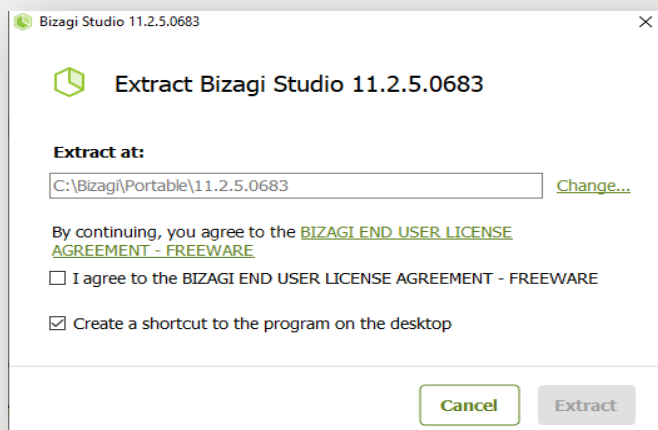 Bizagi Studio 11.2.5.0683
Extract Bizagi Studio 11.2.5.0683
Extract at:
C:\Bizagi\Portable\11.2.5.0683
Change...
By continuing, you agree to the BIZAGI END USER LICENSE
AGREEMENT - FREEWARE
I agree to the BIZAGI END USER LICENSE AGREEMENT - FREEWARE
Create a shortcut to the program on the desktop
Cancel
Extract